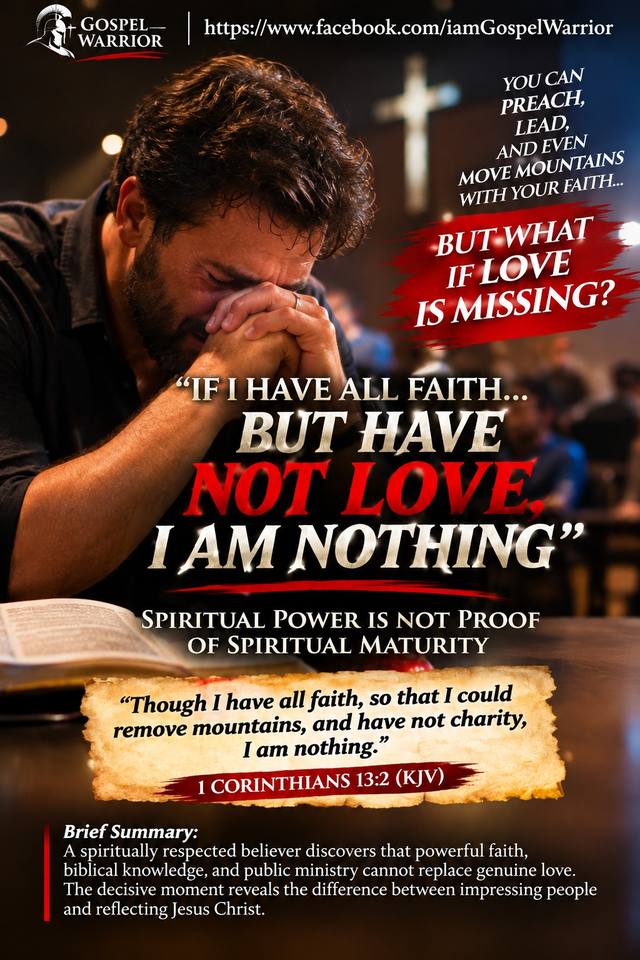 GOSPEL
WARRIOR
https://www.facebook.com/iamGospelWarrior
YOU CAN
PREACH,
LEAD,
AND EVEN
MOVE MOUNTAINS
WITH YOUR FAITH...
BUT WHAT
IF LOVE
IS MISSING?
“IF I HAVE ALL FAITH...
BUT HAVE
NOT LOVE,
I AM NOTHING”
SPIRITUAL POWER IS NOT PROOF
OF SPIRITUAL MATURITY
“Though I have all faith, so that I could
remove mountains, and have not charity,
I am nothing.”
1 CORINTHIANS 13:2 (KJV)
Brief Summary:
A spiritually respected believer discovers that powerful faith,
biblical knowledge, and public ministry cannot replace genuine love.
The decisive moment reveals the difference between impressing people
and reflecting Jesus Christ.